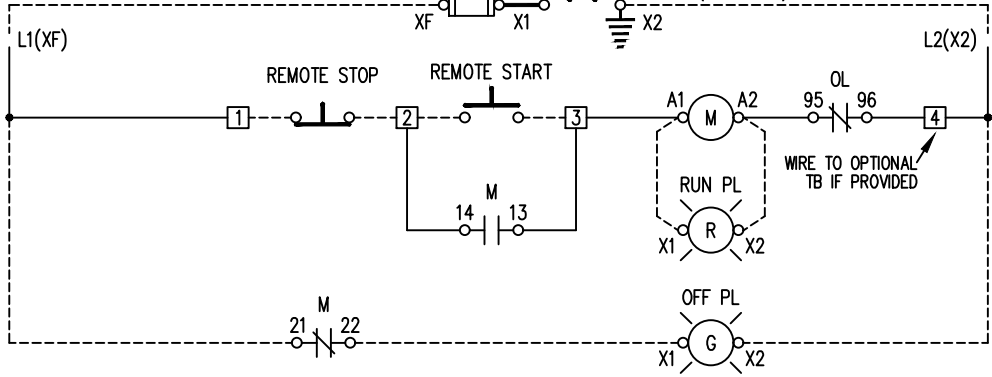 XF X1 X2
L1(XF) L2(X2)
REMOTE STOP REMOTE START OL
1 2 3 A1 M A2 95 96 4
WIRE TO OPTIONAL
TB IF PROVIDED
M RUN PL
14 13 X1 R X2
M OFF PL
21 22 X1 G X2